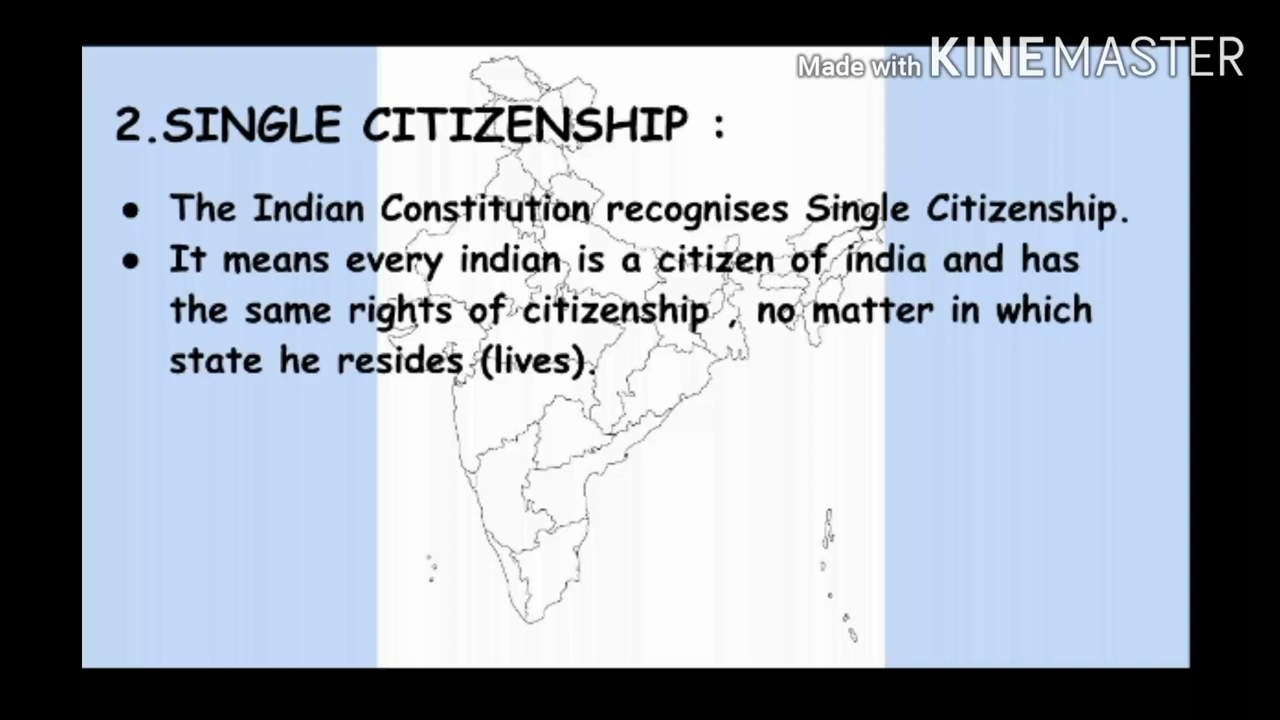 Made with KINEMASTER
2.SINGLE CITIZENSHIP :
● The Indian Constitution recognises Single Citizenship.
● It means every indian is a citizen of india and has
the same rights of citizenship , no matter in which
state he resides (lives).